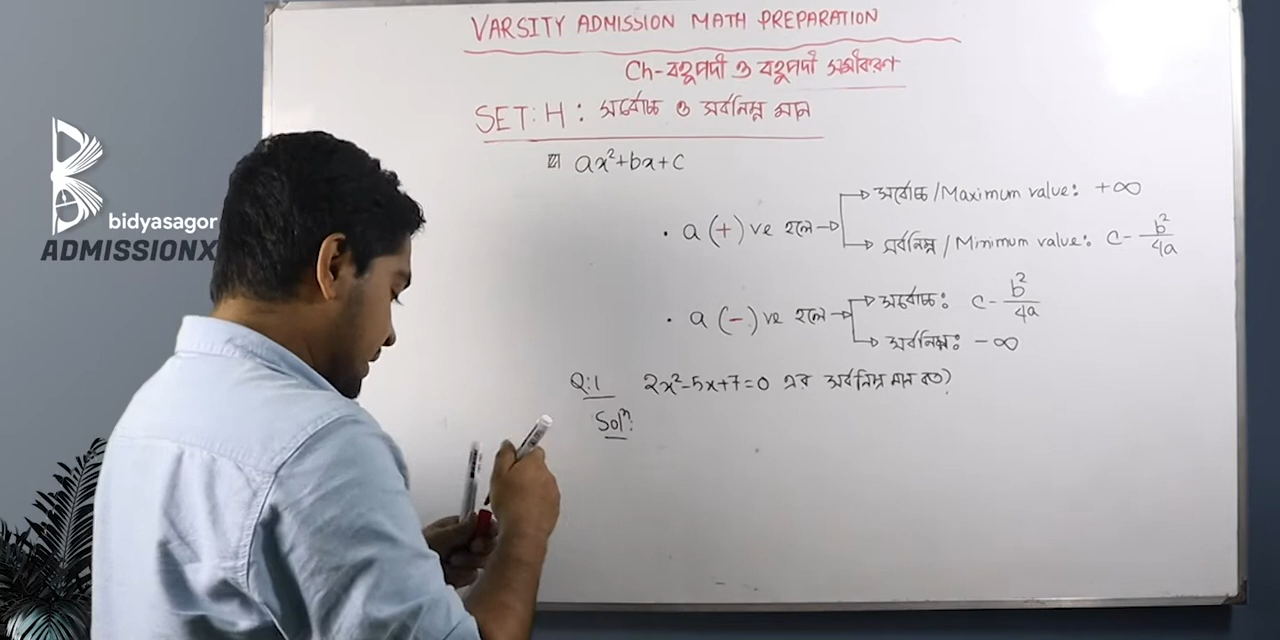 VARSITY ADMISSION MATH PREPARATION
Ch-বহুপদী ও বহুপদী সমীকরণ
SET: H : সর্বোচ্চ ও সর্বনিম্ন মান
ax²+bx+c
• a (+) ve হলে → সর্বোচ্চ / Maximum value: +∞
→ সর্বনিম্ন / Minimum value: c - b²/4a
• a (-) ve হলে → সর্বোচ্চ: c - b²/4a
→ সর্বনিম্ন: -∞
Q:1 2x²-5x+7=0 এর সর্বনিম্ন মান কত?
Solⁿ:
bidyasagor
ADMISSIONX